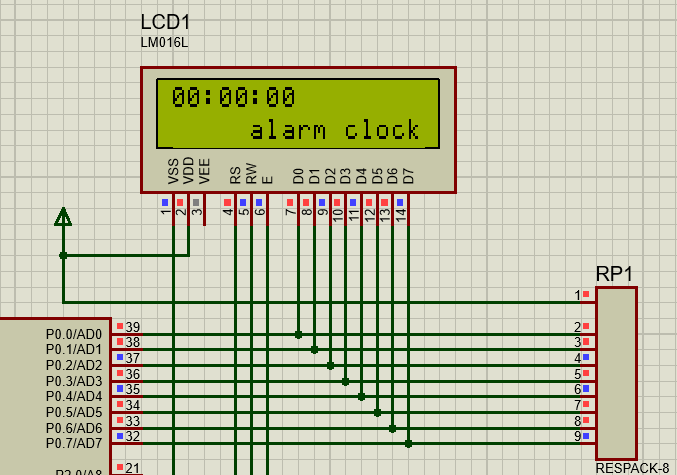 LCD1
LM016L
00:00:00
alarm clock
VSS VDD VEE RS RW E D0 D1 D2 D3 D4 D5 D6 D7
1 2 3 4 5 6 7 8 9 10 11 12 13 14
RP1
1
P0.0/AD0 39 2
P0.1/AD1 38 3
P0.2/AD2 37 4
P0.3/AD3 36 5
P0.4/AD4 35 6
P0.5/AD5 34 7
P0.6/AD6 33 8
P0.7/AD7 32 9
P2.0/A8 21
RESPACK-8